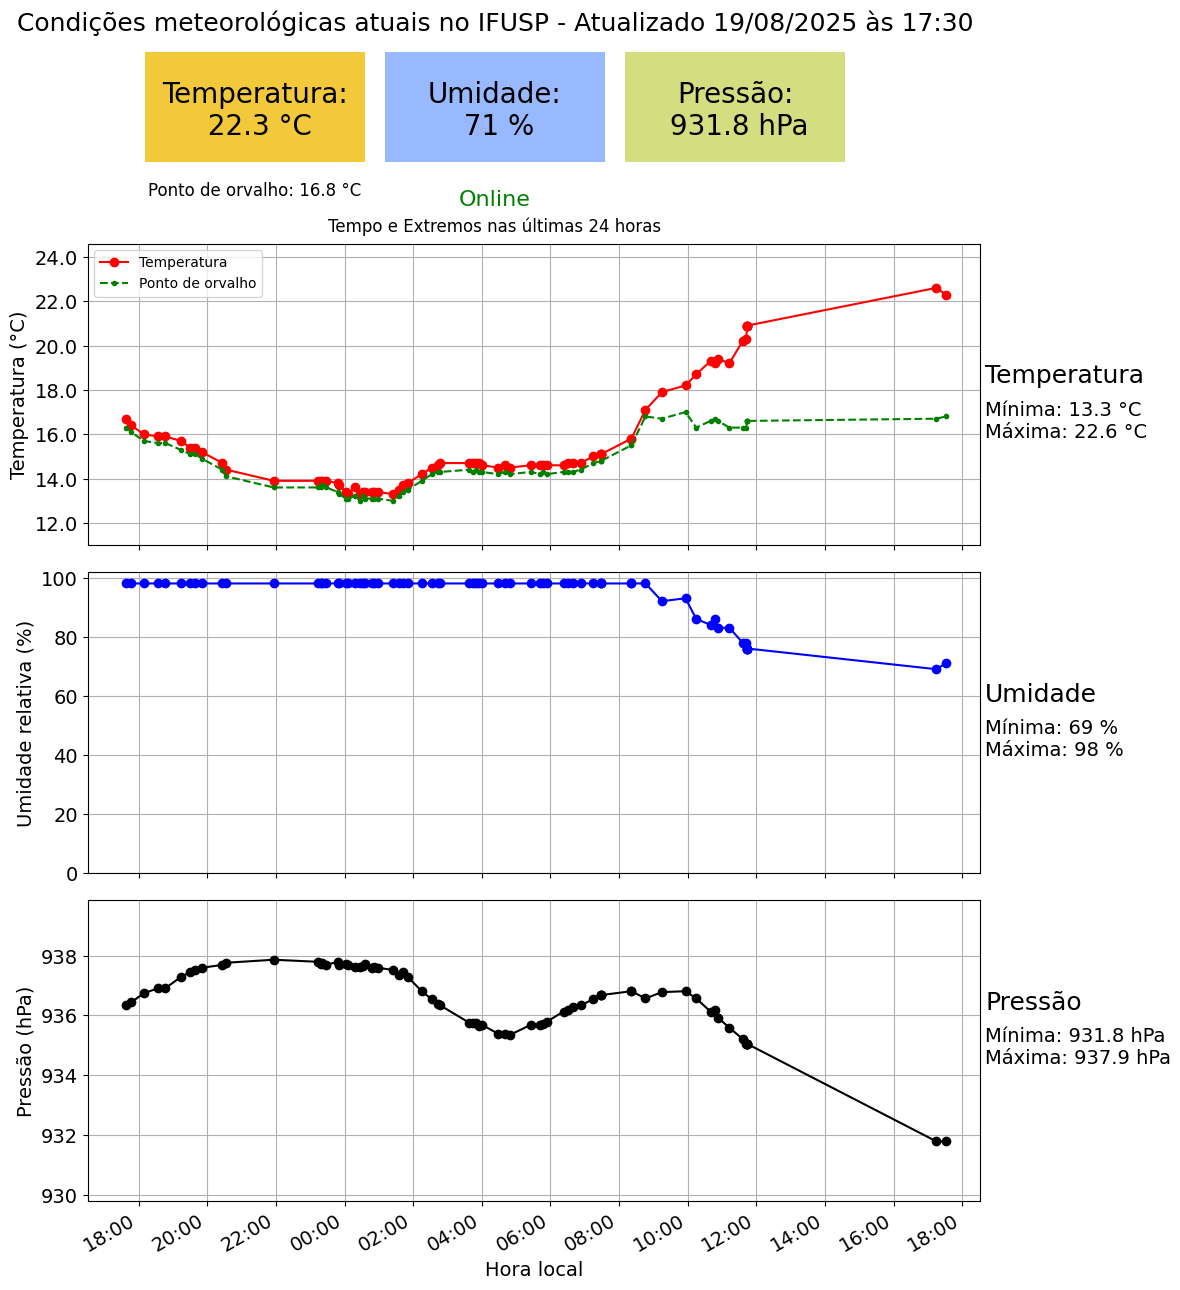 Condições meteorológicas atuais no IFUSP - Atualizado 19/08/2025 às 17:30
Temperatura:
22.3 °C
Umidade:
71 %
Pressão:
931.8 hPa
Ponto de orvalho: 16.8 °C
Online
Tempo e Extremos nas últimas 24 horas
Temperatura
Ponto de orvalho
Temperatura (°C)
24.0
22.0
20.0
18.0
16.0
14.0
12.0
Temperatura
Mínima: 13.3 °C
Máxima: 22.6 °C
Umidade relativa (%)
100
80
60
40
20
0
Umidade
Mínima: 69 %
Máxima: 98 %
Pressão (hPa)
938
936
934
932
930
Pressão
Mínima: 931.8 hPa
Máxima: 937.9 hPa
18:00
20:00
22:00
00:00
02:00
04:00
06:00
08:00
10:00
12:00
14:00
16:00
18:00
Hora local